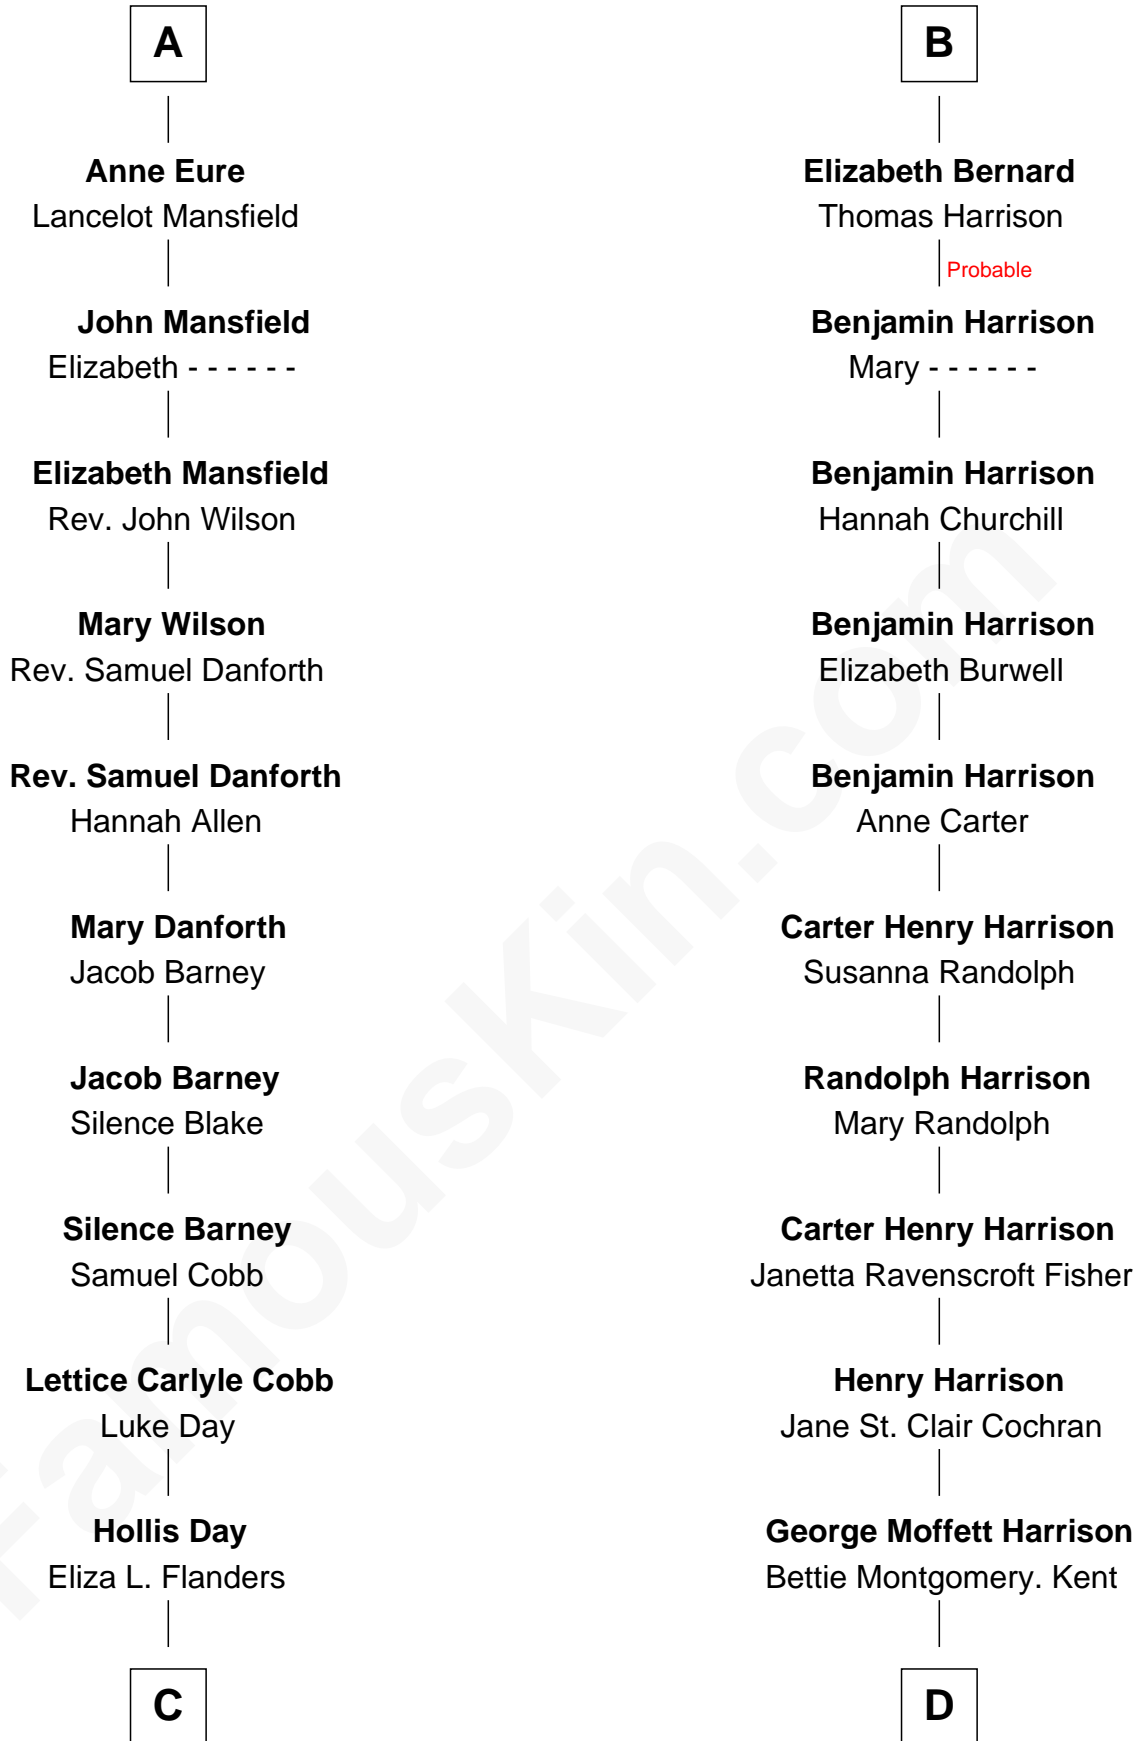 A
Anne Eure
Lancelot Mansfield
John Mansfield
Elizabeth - - - - - -
Elizabeth Mansfield
Rev. John Wilson
Mary Wilson
Rev. Samuel Danforth
Rev. Samuel Danforth
Hannah Allen
Mary Danforth
Jacob Barney
Jacob Barney
Silence Blake
Silence Barney
Samuel Cobb
Lettice Carlyle Cobb
Luke Day
Hollis Day
Eliza L. Flanders
C
B
Elizabeth Bernard
Thomas Harrison
Probable
Benjamin Harrison
Mary - - - - - -
Benjamin Harrison
Hannah Churchill
Benjamin Harrison
Elizabeth Burwell
Benjamin Harrison
Anne Carter
Carter Henry Harrison
Susanna Randolph
Randolph Harrison
Mary Randolph
Carter Henry Harrison
Janetta Ravenscroft Fisher
Henry Harrison
Jane St. Clair Cochran
George Moffett Harrison
Bettie Montgomery. Kent
D
FamousKin.com